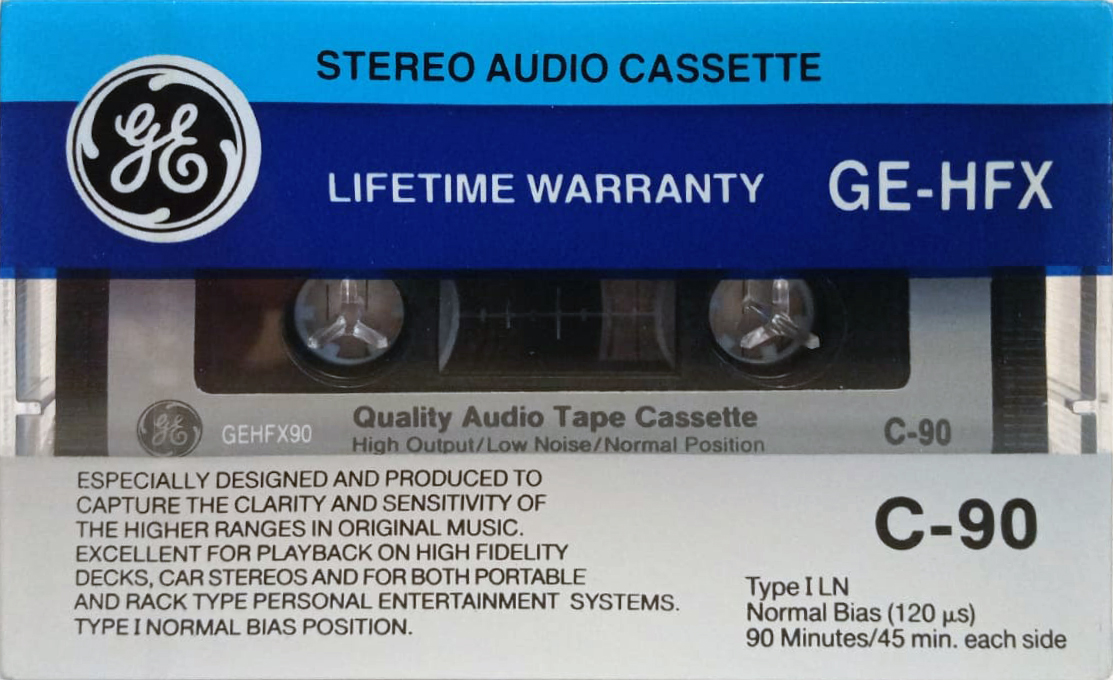 STEREO AUDIO CASSETTE
GE
LIFETIME WARRANTY GE-HFX
GE GEHFX90 Quality Audio Tape Cassette C-90
High Output/Low Noise/Normal Position
ESPECIALLY DESIGNED AND PRODUCED TO
CAPTURE THE CLARITY AND SENSITIVITY OF
THE HIGHER RANGES IN ORIGINAL MUSIC.
EXCELLENT FOR PLAYBACK ON HIGH FIDELITY
DECKS, CAR STEREOS AND FOR BOTH PORTABLE
AND RACK TYPE PERSONAL ENTERTAINMENT SYSTEMS.
TYPE I NORMAL BIAS POSITION.
C-90
Type I LN
Normal Bias (120 µs)
90 Minutes/45 min. each side